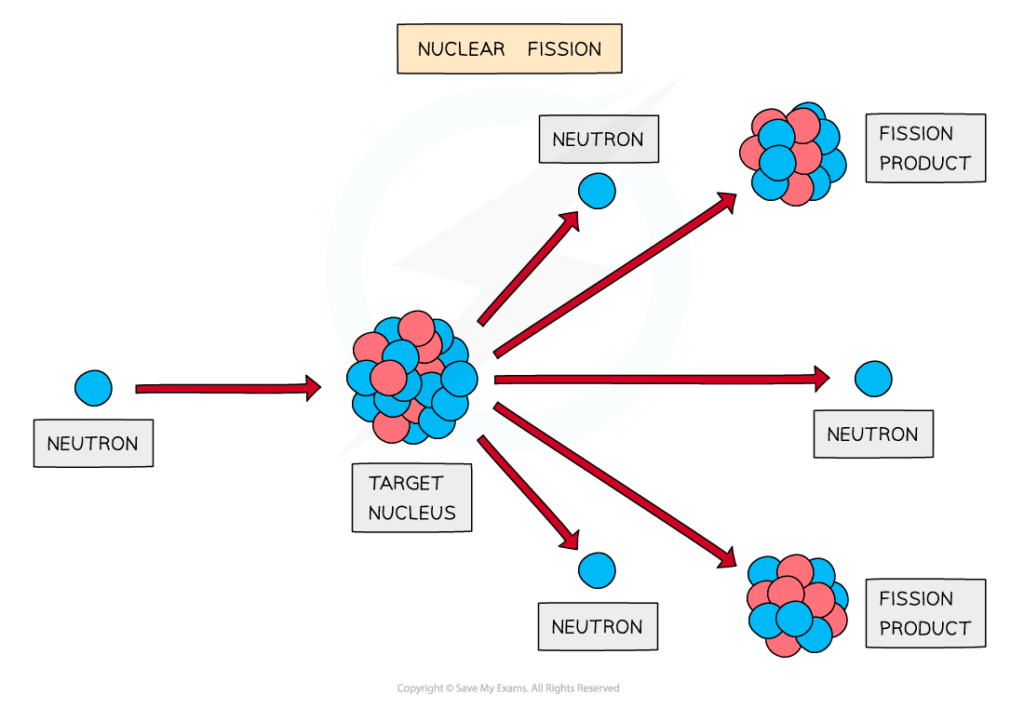 NUCLEAR FISSION
NEUTRON
FISSION
PRODUCT
NEUTRON
TARGET
NUCLEUS
NEUTRON
NEUTRON
FISSION
PRODUCT
Copyright © Save My Exams. All Rights Reserved